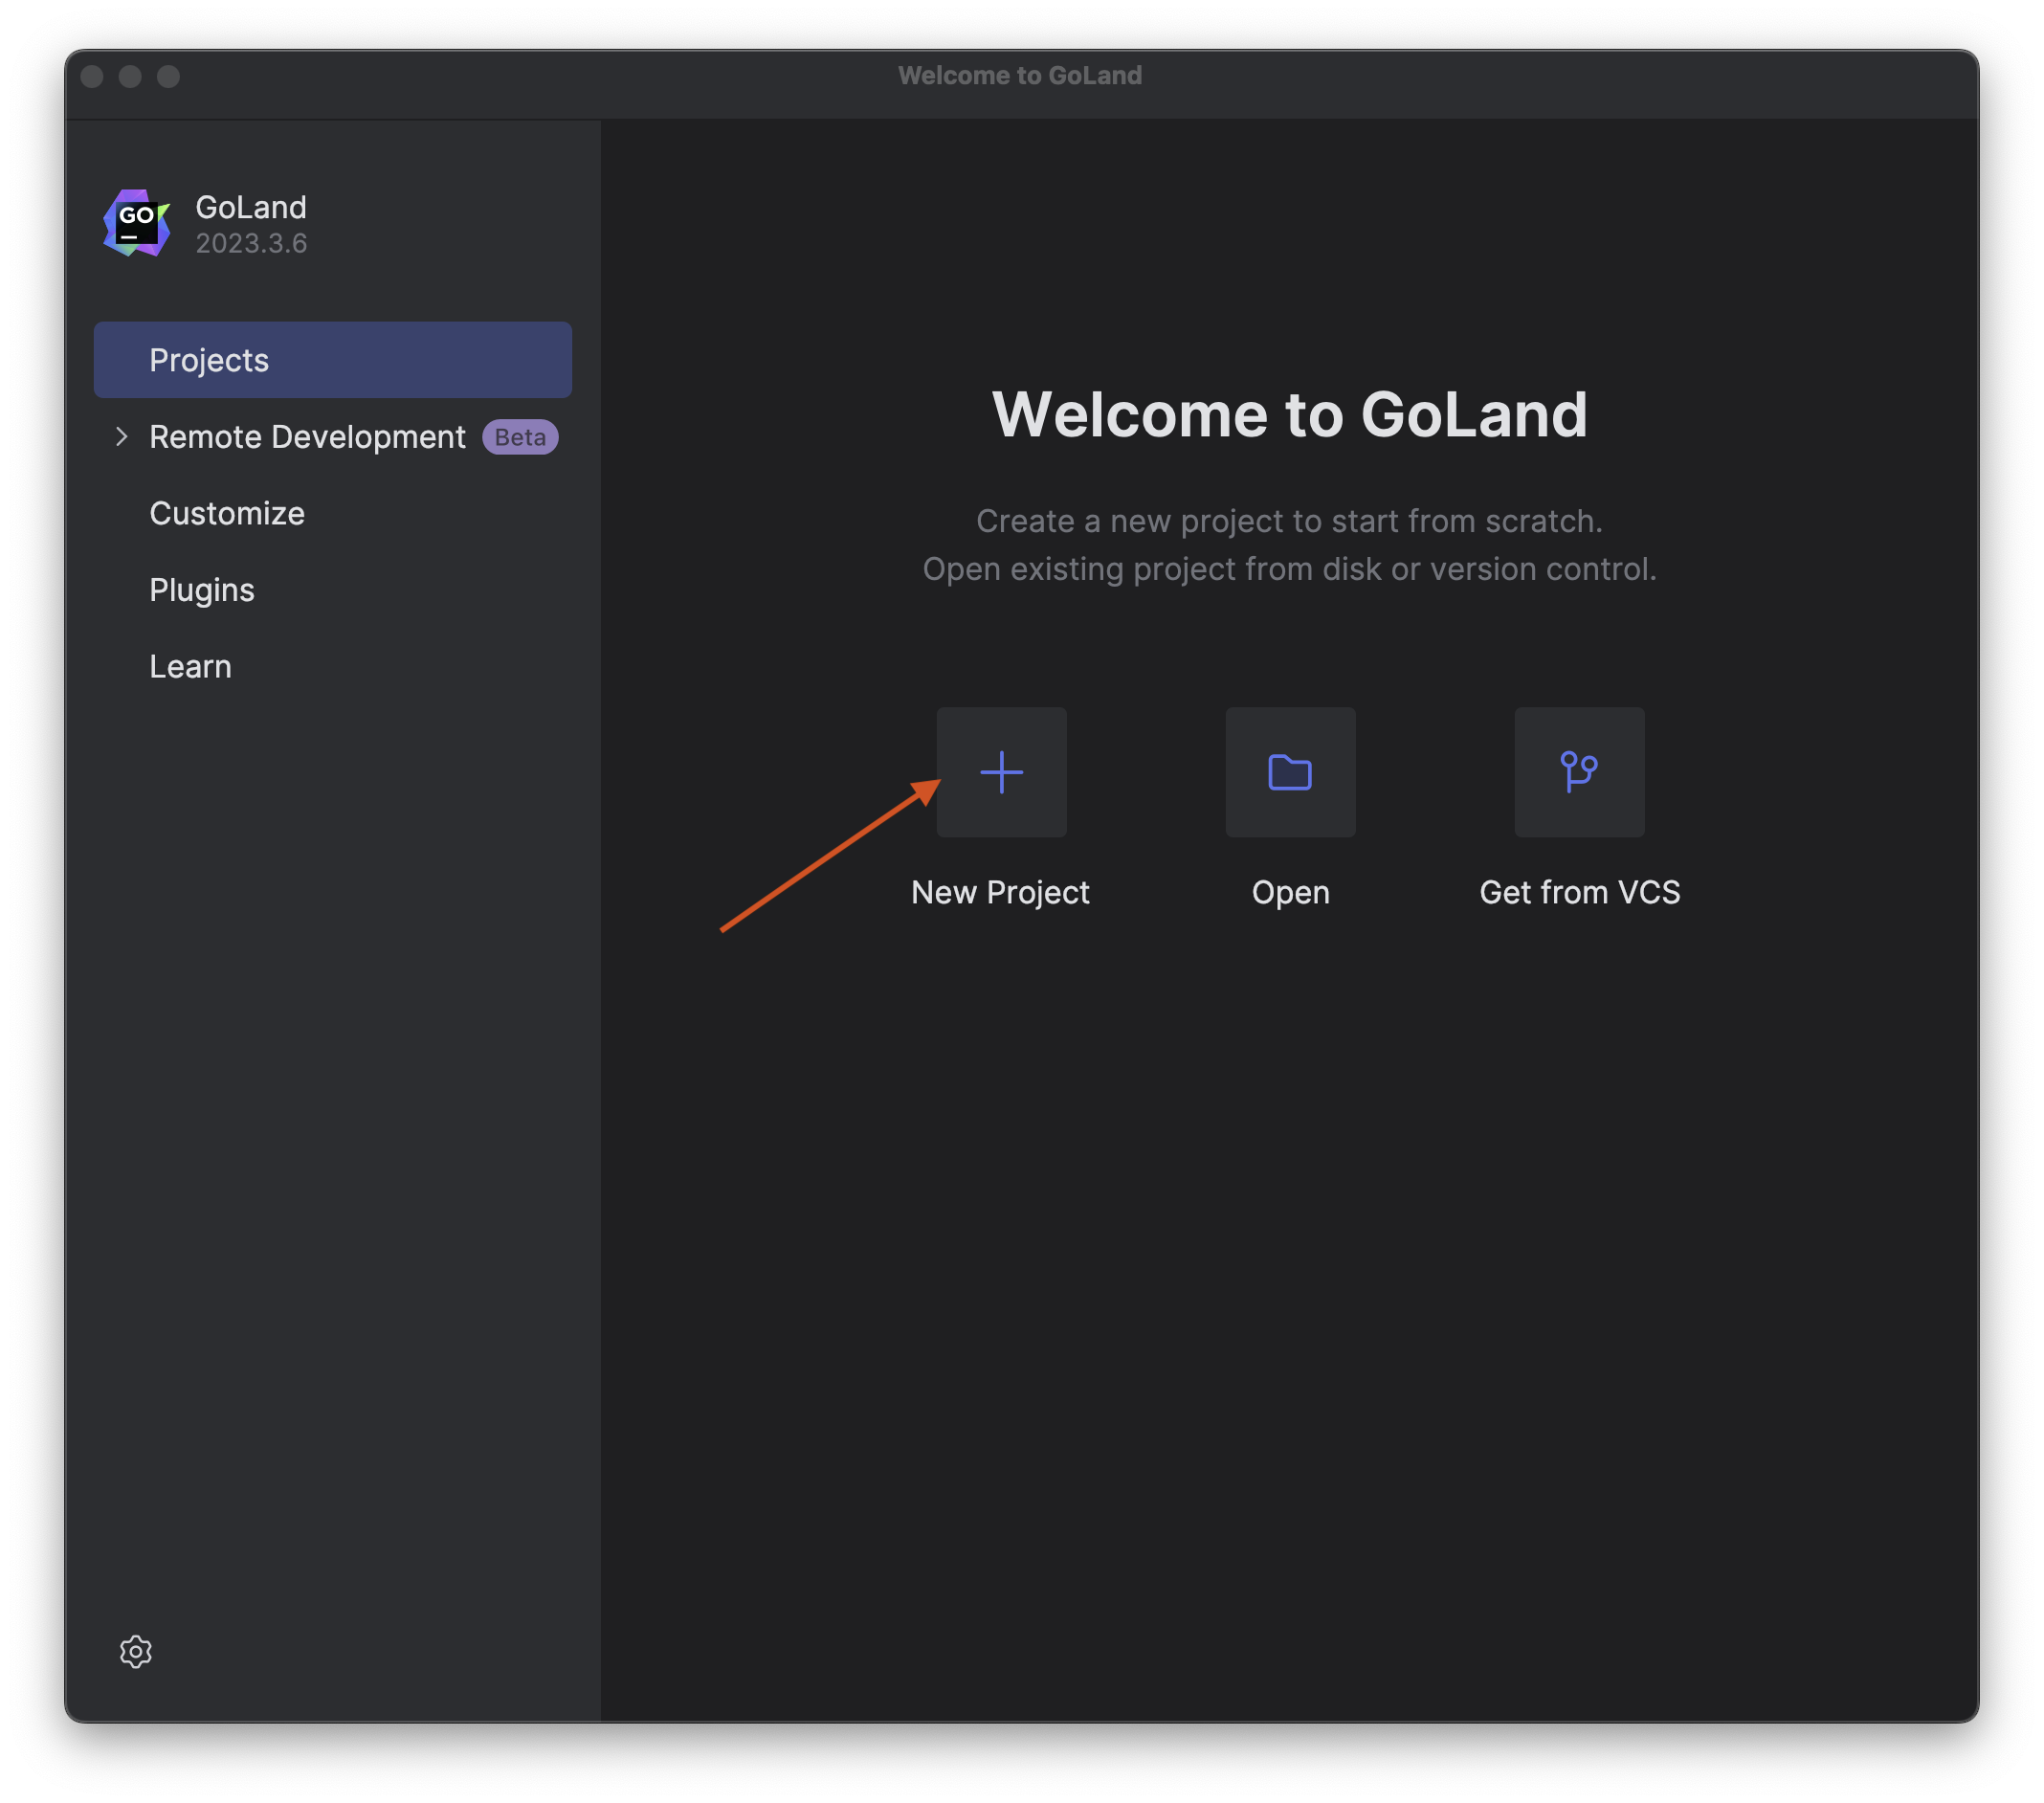 Welcome to GoLand
GO
GoLand
2023.3.6
Projects
Remote Development Beta
Customize
Plugins
Learn
Welcome to GoLand
Create a new project to start from scratch.
Open existing project from disk or version control.
New Project
Open
Get from VCS